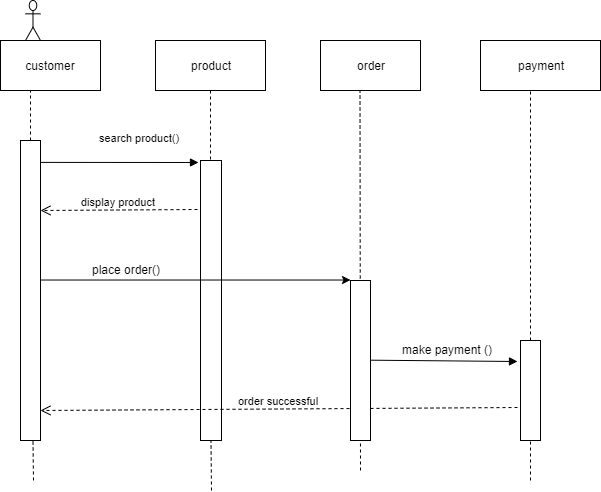 customer
product
order
payment
search product()
display product
place order()
make payment ()
order successful